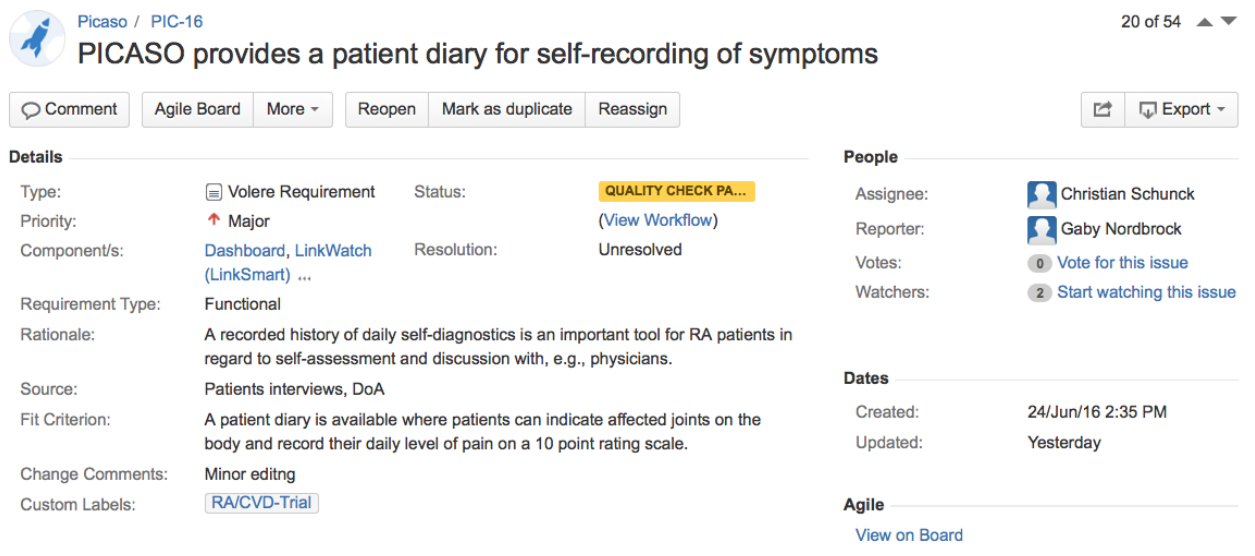 Picaso / PIC-16
20 of 54
PICASO provides a patient diary for self-recording of symptoms
Comment Agile Board More Reopen Mark as duplicate Reassign Export
Details
Type: Volere Requirement
Status: QUALITY CHECK PA...
Priority: Major
(View Workflow)
Component/s: Dashboard, LinkWatch
(LinkSmart) ...
Resolution: Unresolved
Requirement Type: Functional
Rationale: A recorded history of daily self-diagnostics is an important tool for RA patients in
regard to self-assessment and discussion with, e.g., physicians.
Source: Patients interviews, DoA
Fit Criterion: A patient diary is available where patients can indicate affected joints on the
body and record their daily level of pain on a 10 point rating scale.
Change Comments: Minor editng
Custom Labels: RA/CVD-Trial
People
Assignee: Christian Schunck
Reporter: Gaby Nordbrock
Votes: 0 Vote for this issue
Watchers: 2 Start watching this issue
Dates
Created: 24/Jun/16 2:35 PM
Updated: Yesterday
Agile
View on Board